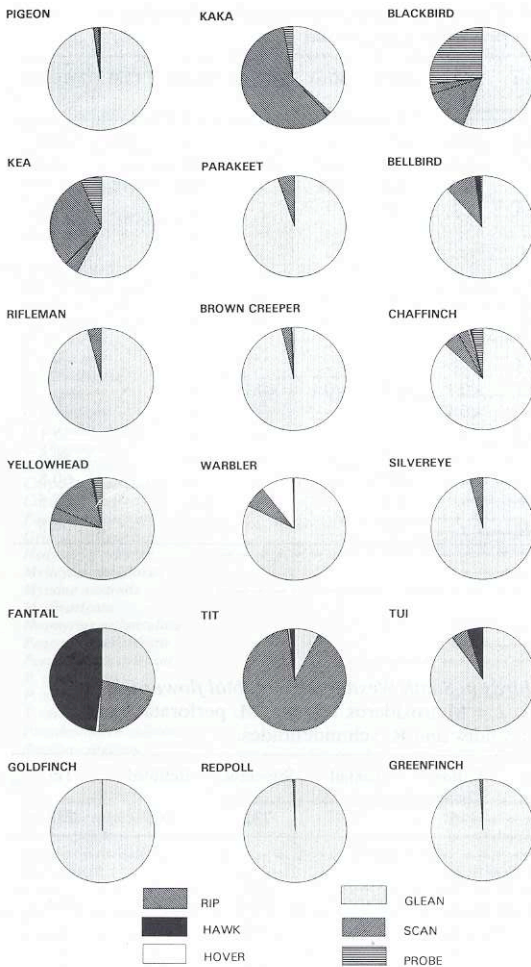 PIGEON KAKA BLACKBIRD
KEA PARAKEET BELLBIRD
RIFLEMAN BROWN CREEPER CHAFFINCH
YELLOWHEAD WARBLER SILVEREYE
FANTAIL TIT TUI
GOLDFINCH REDPOLL GREENFINCH
RIP GLEAN
HAWK SCAN
HOVER PROBE